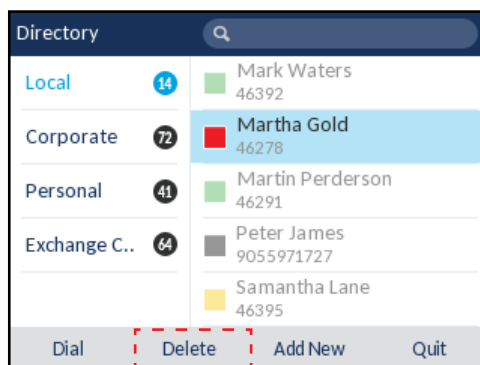 Directory
Local 14
Corporate 72
Personal 41
Exchange C.. 64
Mark Waters
46392
Martha Gold
46278
Martin Perderson
46291
Peter James
9055971727
Samantha Lane
46395
Dial Delete Add New Quit